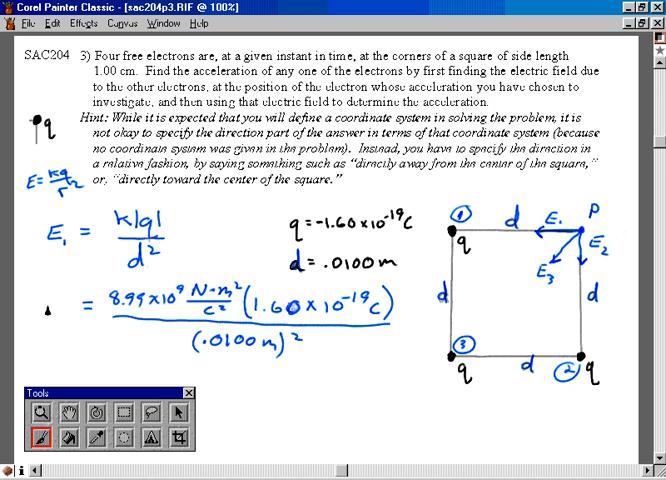 Corel Painter Classic - [sac204p3.RIF @ 100%]
File Edit Effects Canvas Window Help
SAC204 3) Four free electrons are, at a given instant in time, at the corners of a square of side length
1.00 cm. Find the acceleration of any one of the electrons by first finding the electric field due
to the other electrons, at the position of the electron whose acceleration you have chosen to
investigate, and then using that electric field to determine the acceleration.
Hint: While it is expected that you will define a coordinate system in solving the problem, it is
not okay to specify the direction part of the answer in terms of that coordinate system (because
no coordinate system was given in the problem). Instead, you have to specify the direction in
a relative fashion, by saying something such as "directly away from the center of the square,"
or, "directly toward the center of the square."
q
E = kq/r²
E₁ = k|q|/d²
q = -1.60 x 10⁻¹⁹ C
d = .0100 m
= 8.99 x 10⁹ N·m²/C² (1.60 x 10⁻¹⁹ C)
(.0100 m)²
① d E₁ P
q E₂
E₃
d d
③
q d ② q
Tools
i